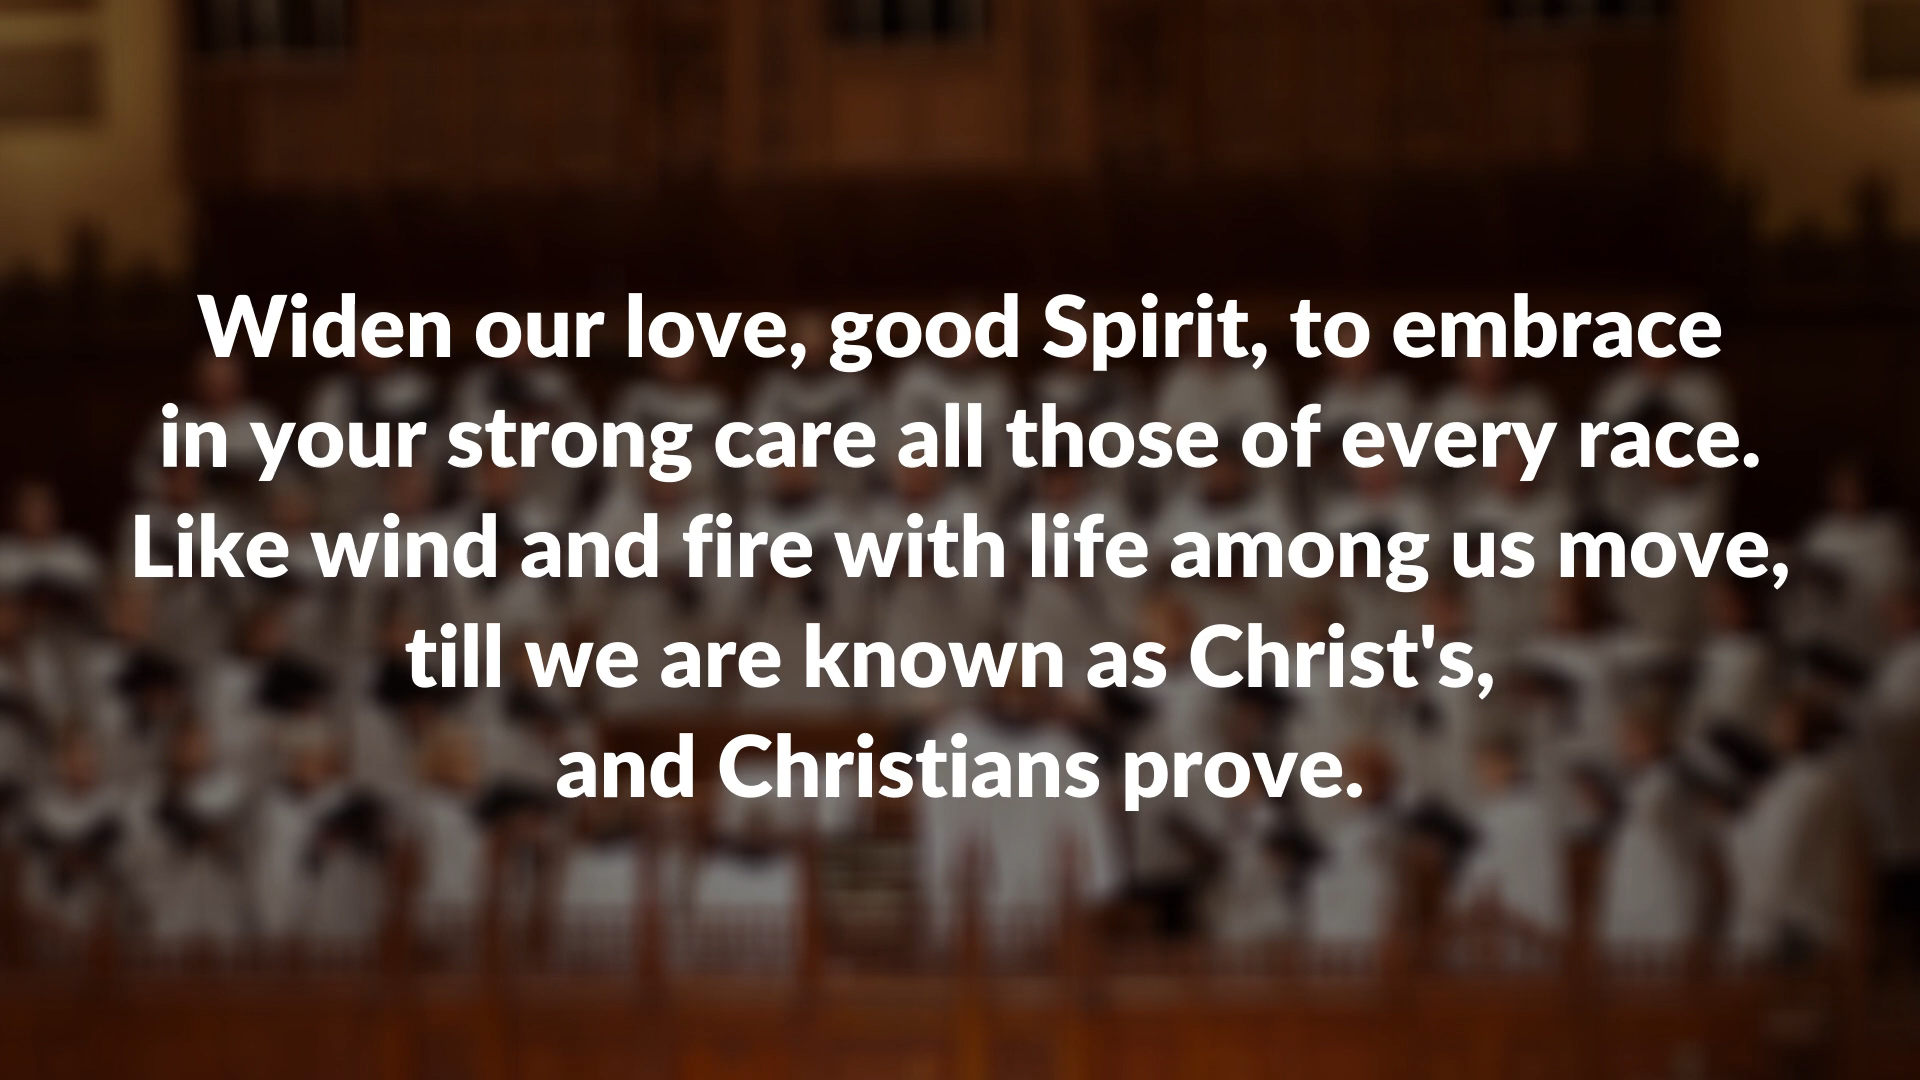 Widen our love, good Spirit, to embrace
in your strong care all those of every race.
Like wind and fire with life among us move,
till we are known as Christ's,
and Christians prove.